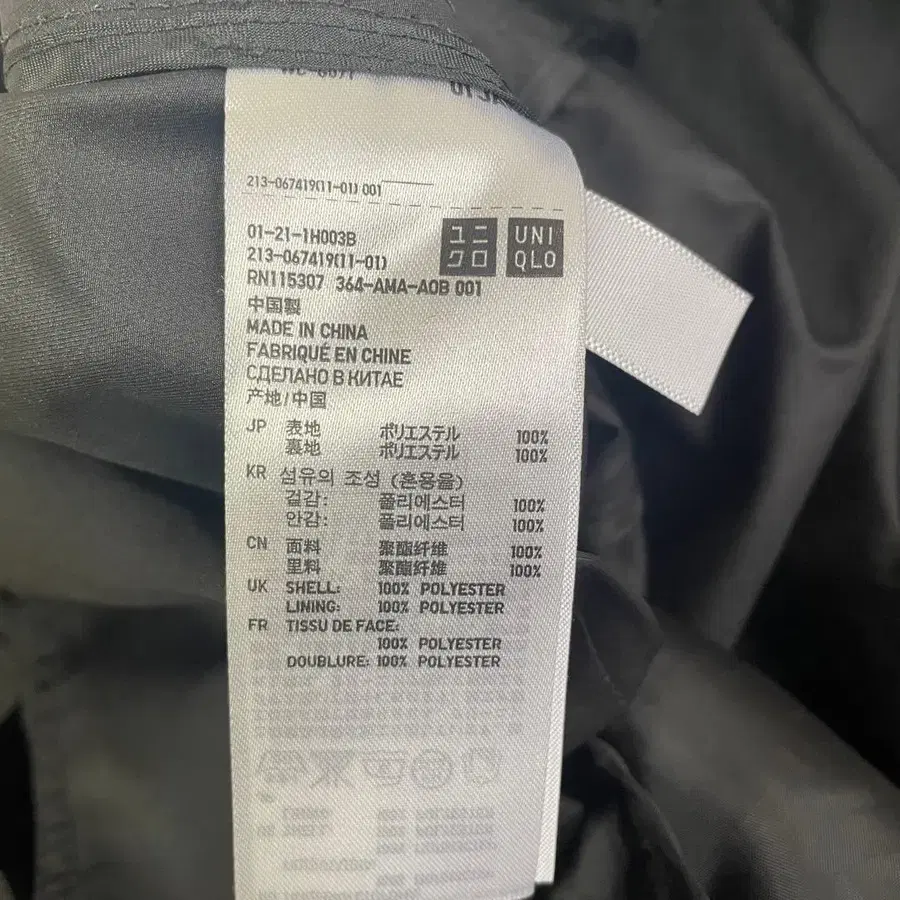 213-067419(11-01) 001
01-21-1H003B
ユニ
クロ
UNI
QLO
213-067419(11-01)
RN115307 364-AMA-AOB 001
中国製
MADE IN CHINA
FABRIQUÉ EN CHINE
СДЕЛАНО В КИТАЕ
产地/中国
JP 表地 ポリエステル 100%
裏地 ポリエステル 100%
KR 섬유의 조성 (혼용율)
겉감: 폴리에스터 100%
안감: 폴리에스터 100%
CN 面料 聚酯纤维 100%
里料 聚酯纤维 100%
UK SHELL: 100% POLYESTER
LINING: 100% POLYESTER
FR TISSU DE FACE:
100% POLYESTER
DOUBLURE: 100% POLYESTER